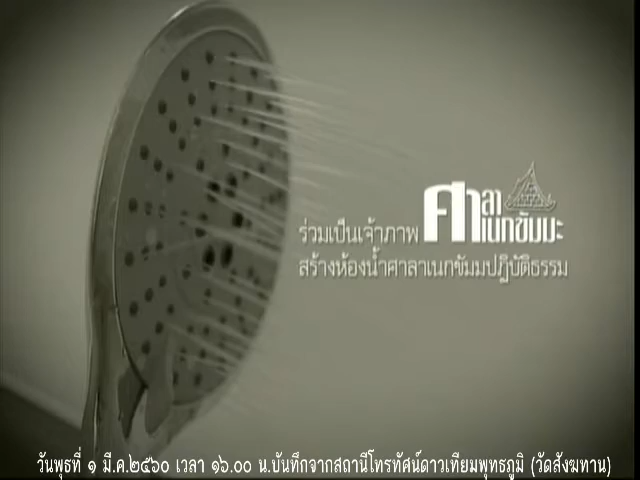 ร่วมเป็นเจ้าภาพ ศาลาเนกขัมมะ
สร้างห้องน้ำศาลาเนกขัมมปฏิบัติธรรม
วันพุธที่ ๑ มี.ค.๒๕๖๐ เวลา ๑๖.๐๐ น.บันทึกจากสถานีโทรทัศน์ดาวเทียมพุทธภูมิ (วัดสังฆทาน)